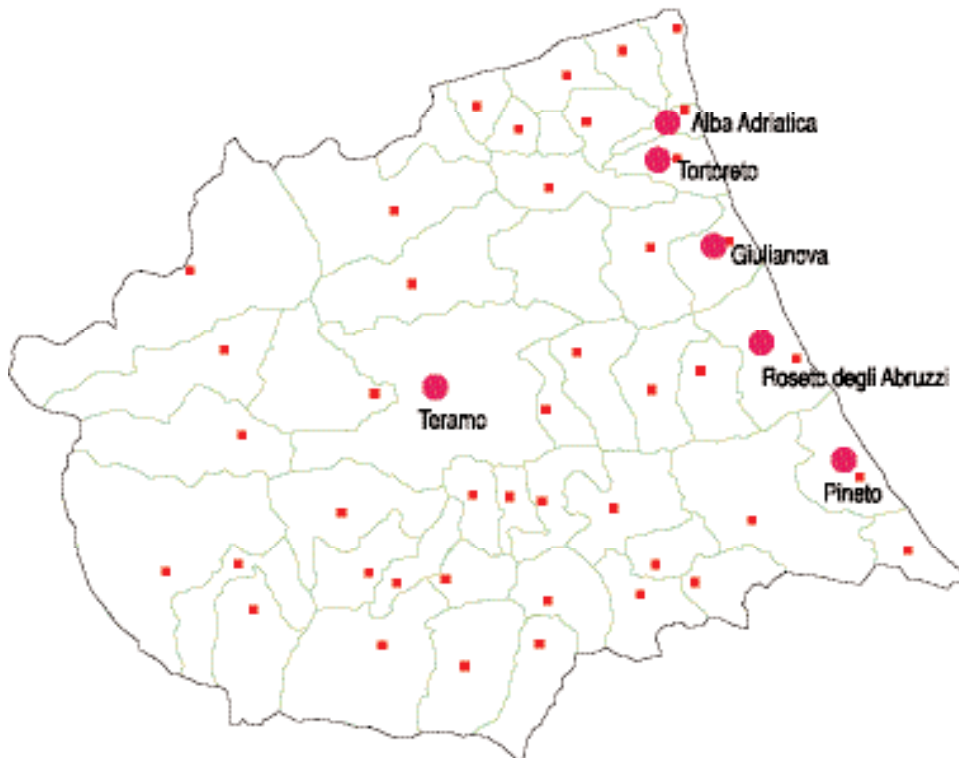 Alba Adriatica
Tortoreto
Giulianova
Roseto degli Abruzzi
Teramo
Pineto